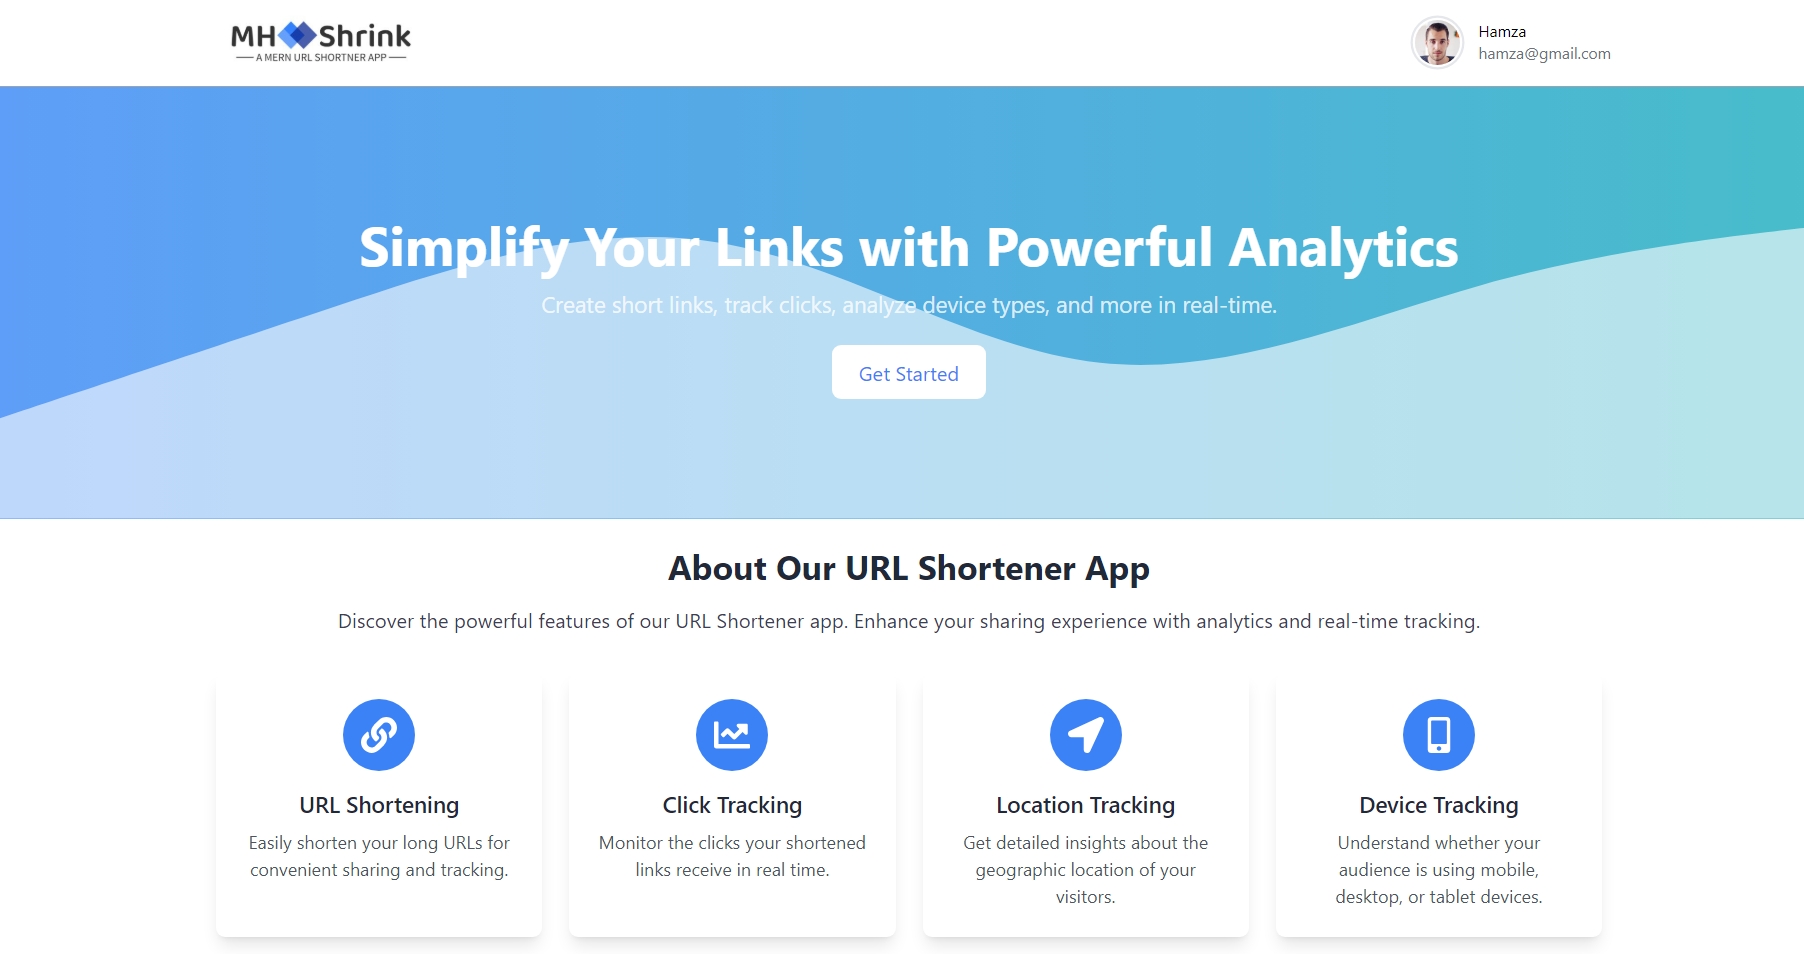 MH Shrink
A MERN URL SHORTNER APP
Hamza
hamza@gmail.com
Simplify Your Links with Powerful Analytics
Create short links, track clicks, analyze device types, and more in real-time.
Get Started
About Our URL Shortener App
Discover the powerful features of our URL Shortener app. Enhance your sharing experience with analytics and real-time tracking.
URL Shortening
Easily shorten your long URLs for
convenient sharing and tracking.
Click Tracking
Monitor the clicks your shortened
links receive in real time.
Location Tracking
Get detailed insights about the
geographic location of your
visitors.
Device Tracking
Understand whether your
audience is using mobile,
desktop, or tablet devices.